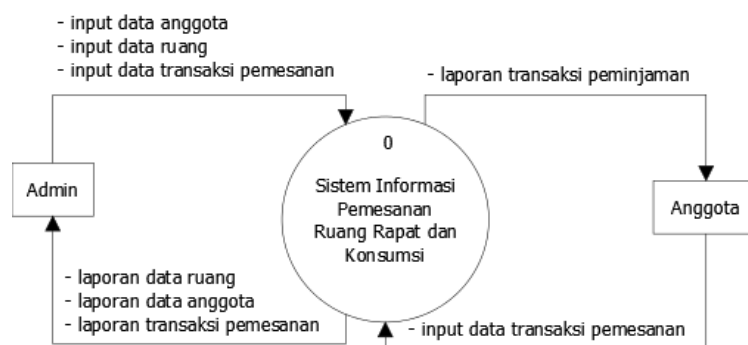 - input data anggota
- input data ruang
- input data transaksi pemesanan
- laporan transaksi peminjaman
0
Sistem Informasi
Pemesanan
Ruang Rapat dan
Konsumsi
Admin
Anggota
- laporan data ruang
- laporan data anggota
- laporan transaksi pemesanan
- input data transaksi pemesanan